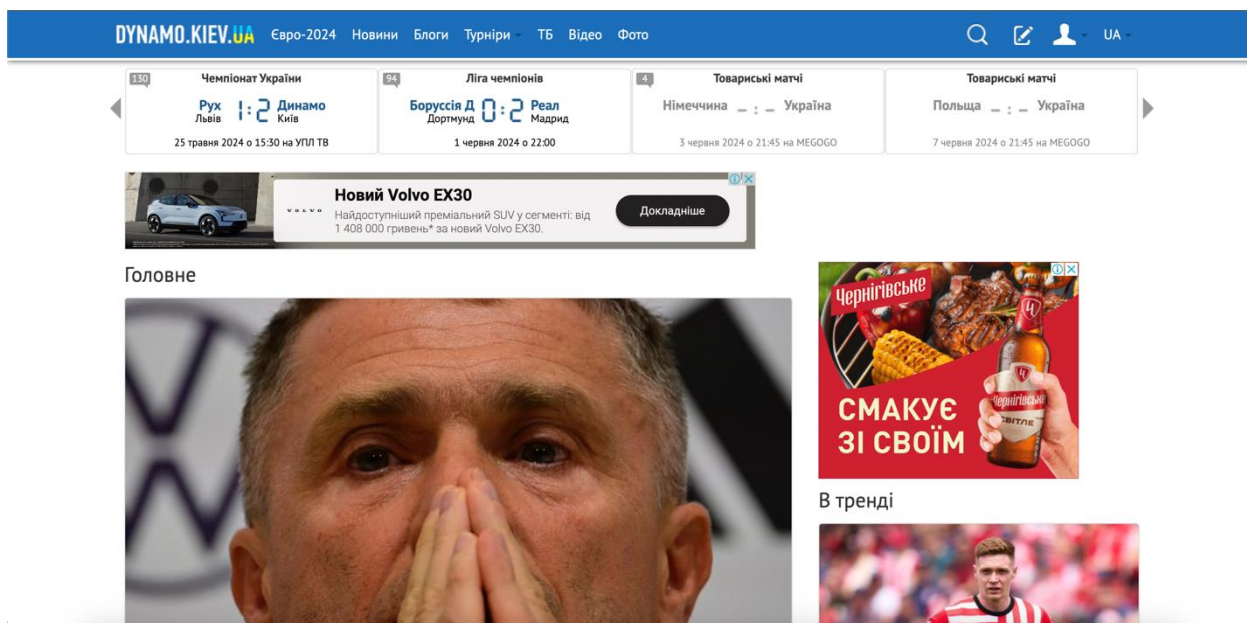 DYNAMO.KIEV.UA Євро-2024 Новини Блоги Турніри ТБ Відео Фото UA
130 Чемпіонат України
Рух 1:2 Динамо
Львів Київ
25 травня 2024 о 15:30 на УПЛ ТВ
94 Ліга чемпіонів
Боруссія Д 0:2 Реал
Дортмунд Мадрид
1 червня 2024 о 22:00
4 Товариські матчі
Німеччина _ : _ Україна
3 червня 2024 о 21:45 на MEGOGO
Товариські матчі
Польща _ : _ Україна
7 червня 2024 о 21:45 на MEGOGO
VOLVO
Новий Volvo EX30
Найдоступніший преміальний SUV у сегменті: від
1 408 000 гривень* за новий Volvo EX30.
Докладніше
Головне
Чернігівське
СМАКУЄ
ЗІ СВОЇМ
Чернігівське
СВІТЛЕ
В тренді